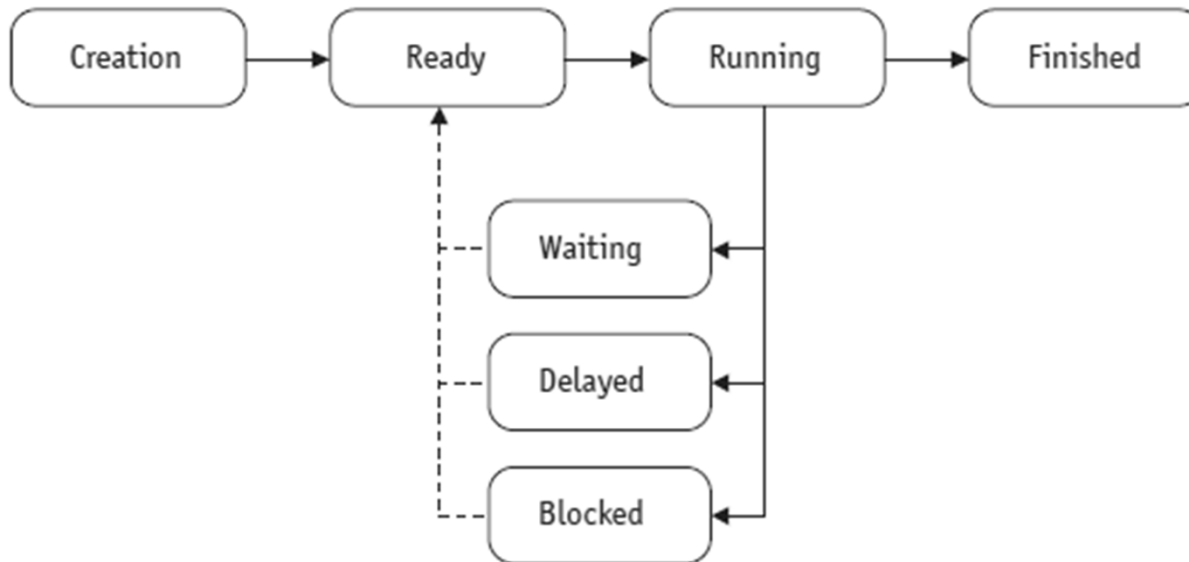 Creation
Ready
Running
Finished
Waiting
Delayed
Blocked